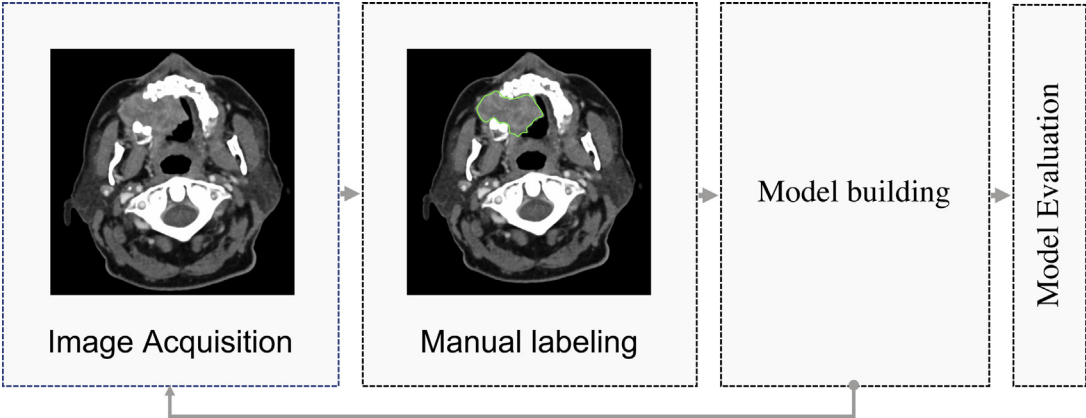 Image Acquisition
Manual labeling
Model building
Model Evaluation